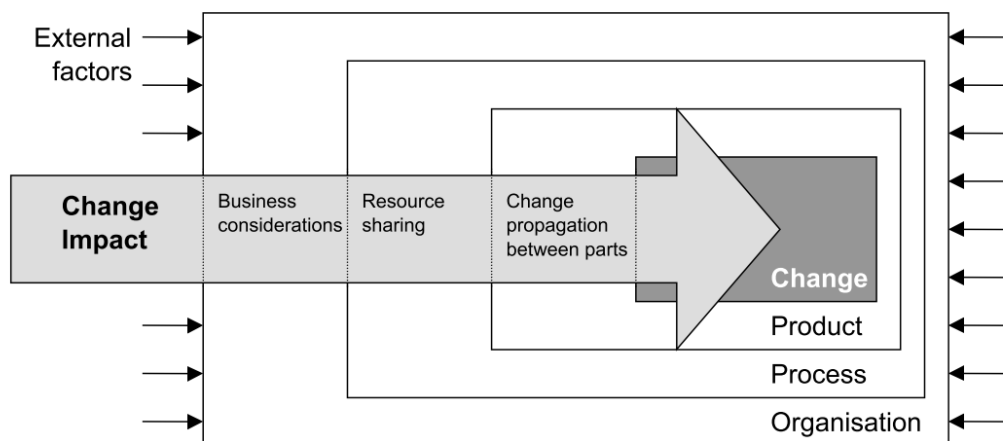 External
factors
Change
Impact
Business
considerations
Resource
sharing
Change
propagation
between parts
Change
Product
Process
Organisation